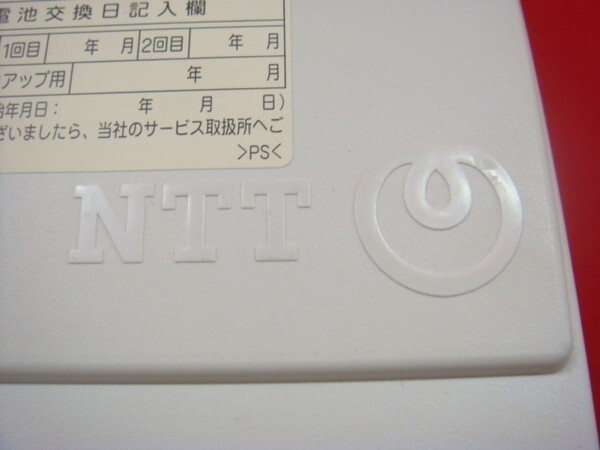 電池交換日記入欄
1回目 年 月 2回目 年 月
アップ用 年 月
始年月日： 年 月 日)
ざいましたら、当社のサービス取扱所へご
>PS<
NTT